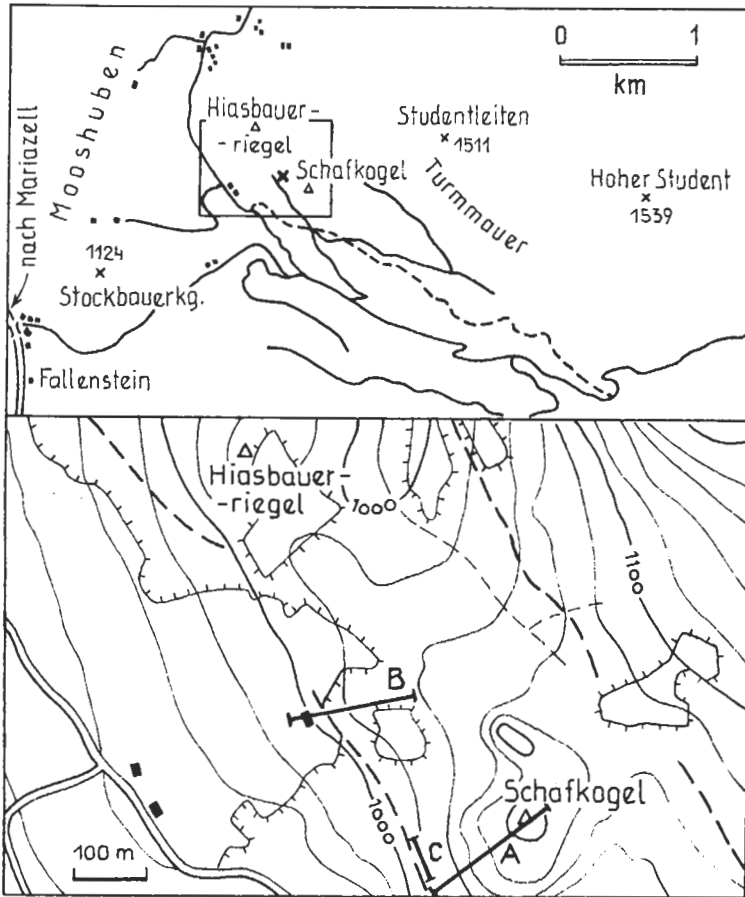 0 1
km
Mooshuben
Hiasbauer-
-riegel
Schafkogel
Studentleiten
1511
Turmmauer
Hoher Student
1539
nach Mariazell
1124
Stockbauerkg.
Fallenstein
Hiasbauer-
-riegel
1000
1100
B
Schafkogel
1000
C
A
100 m